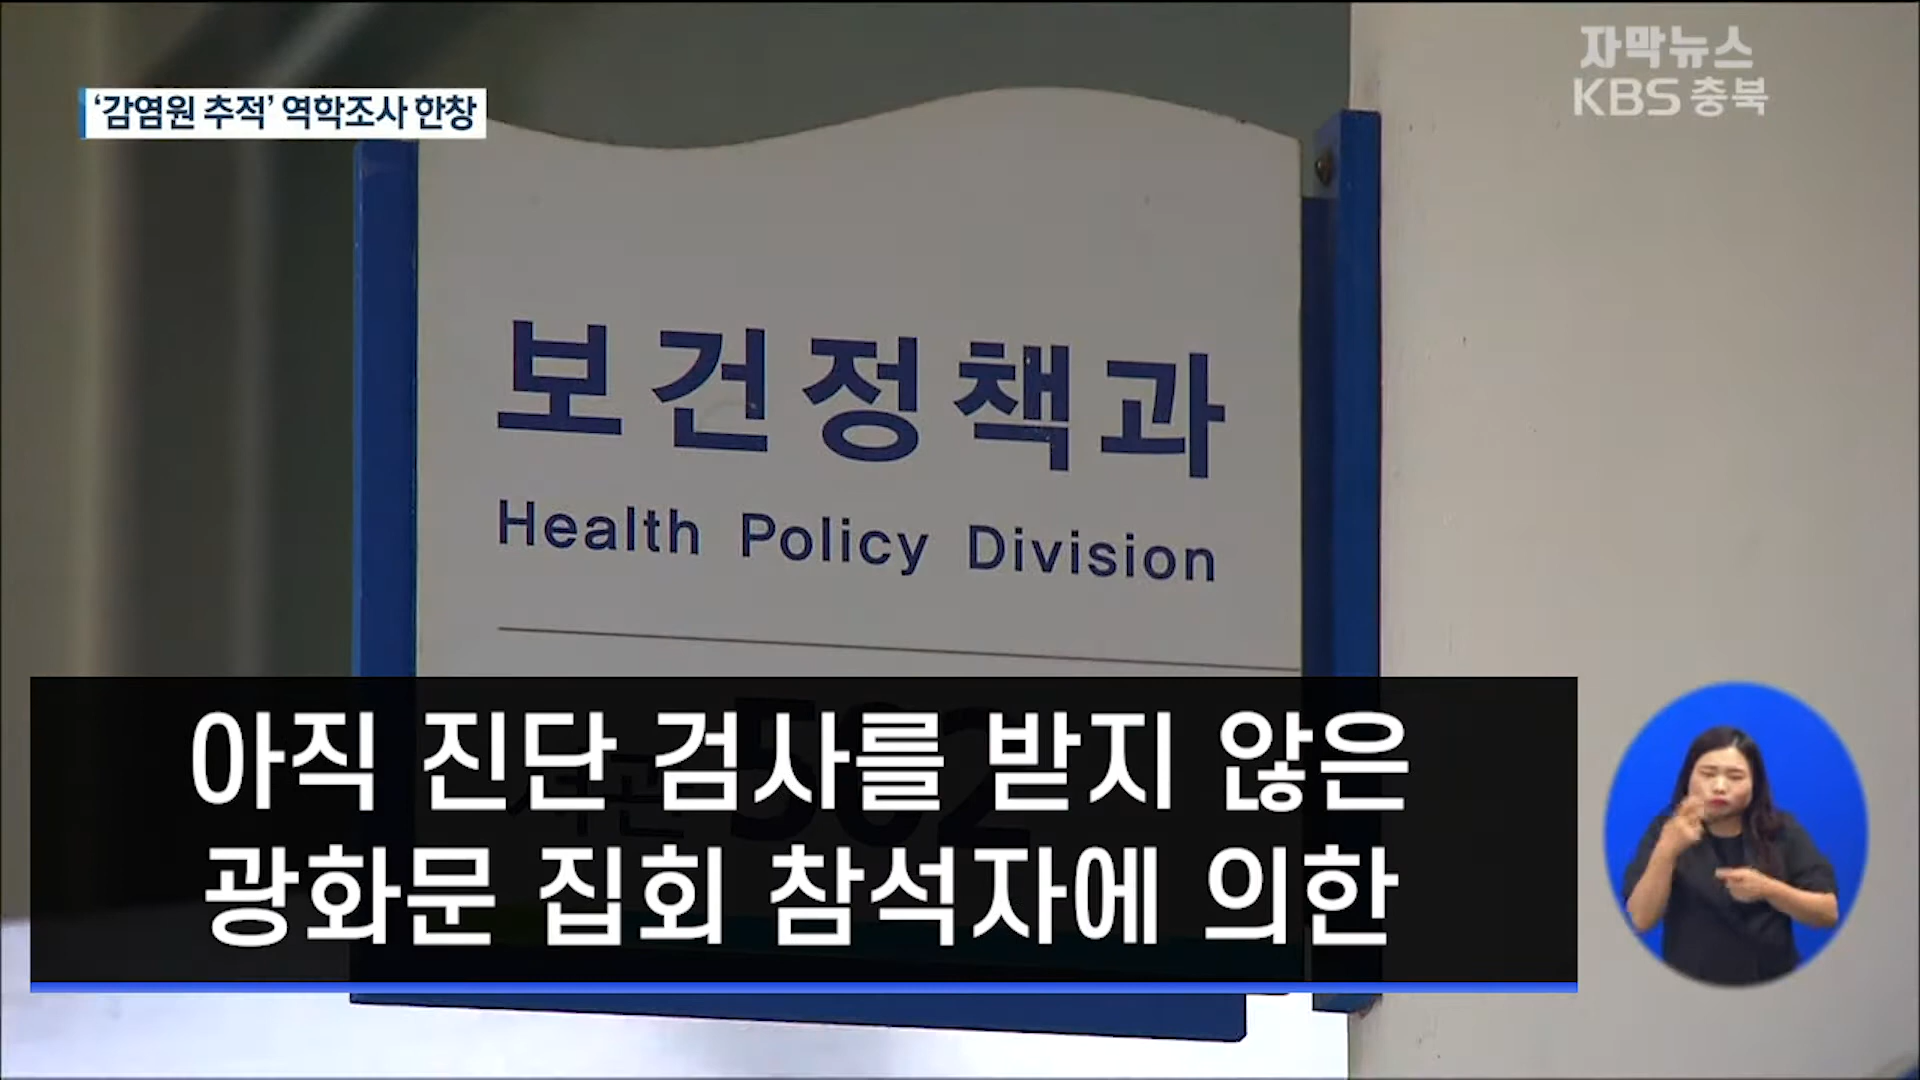 자막뉴스
KBS 충북
‘감염원 추적’ 역학조사 한창
보건정책과
Health Policy Division
502
아직 진단 검사를 받지 않은
광화문 집회 참석자에 의한